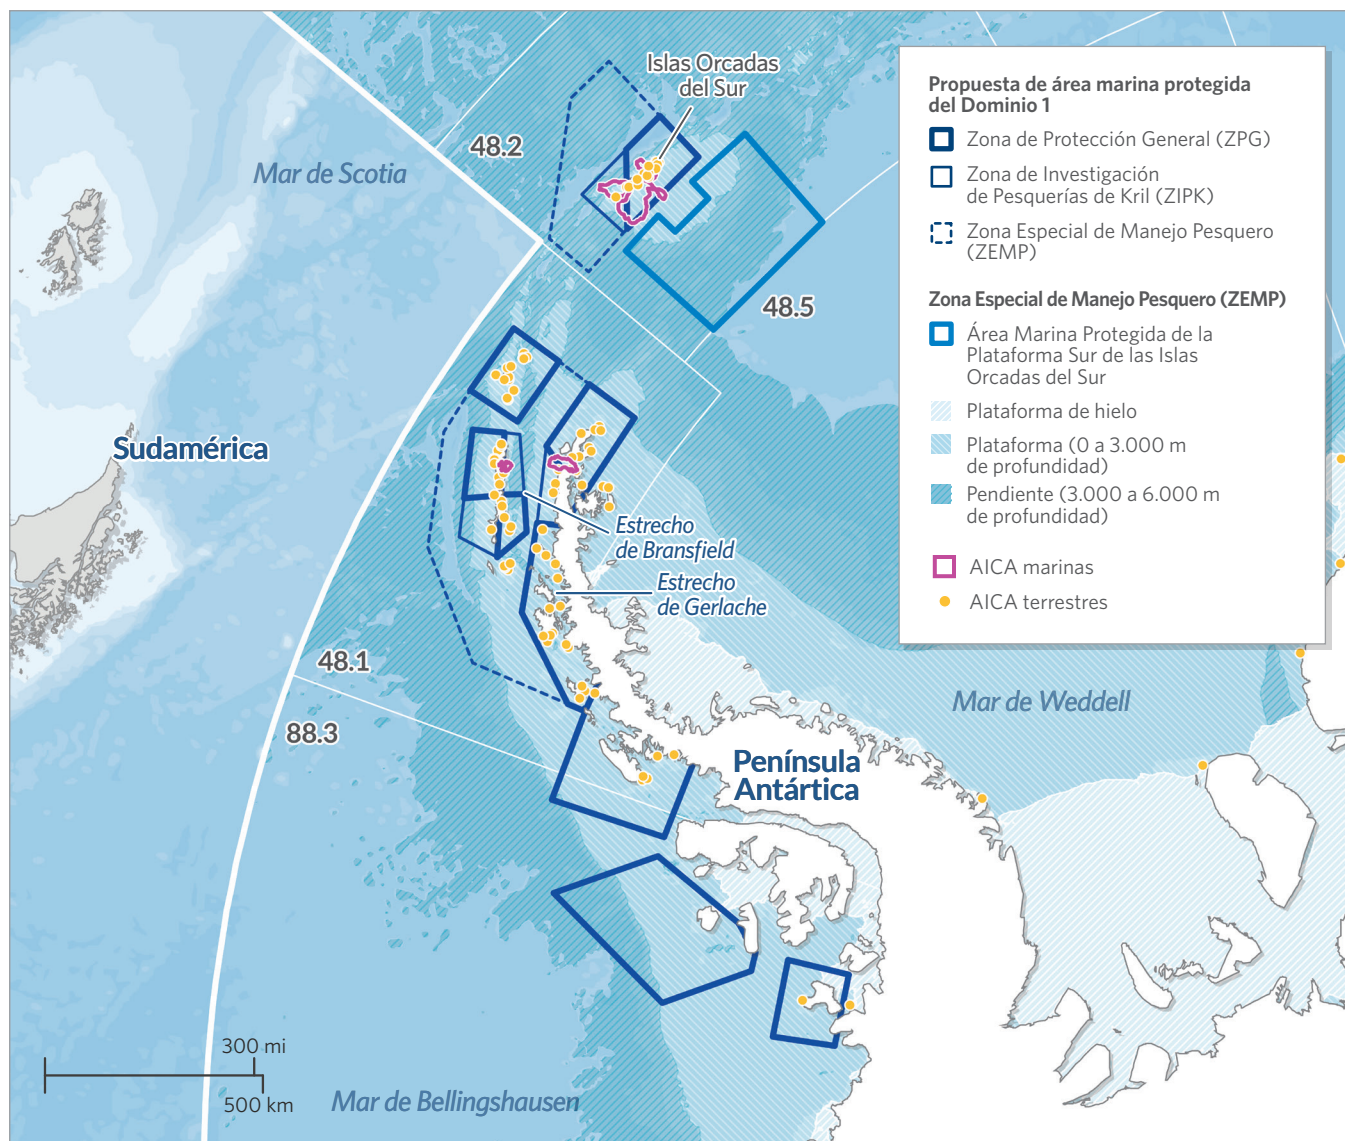 Islas Orcadas
del Sur
48.2
Mar de Scotia
48.5
Sudamérica
Estrecho
de Bransfield
Estrecho
de Gerlache
48.1
88.3
Mar de Weddell
Península
Antártica
300 mi
500 km
Mar de Bellingshausen
Propuesta de área marina protegida
del Dominio 1
Zona de Protección General (ZPG)
Zona de Investigación
de Pesquerías de Kril (ZIPK)
Zona Especial de Manejo Pesquero
(ZEMP)
Zona Especial de Manejo Pesquero (ZEMP)
Área Marina Protegida de la
Plataforma Sur de las Islas
Orcadas del Sur
Plataforma de hielo
Plataforma (0 a 3.000 m
de profundidad)
Pendiente (3.000 a 6.000 m
de profundidad)
AICA marinas
AICA terrestres